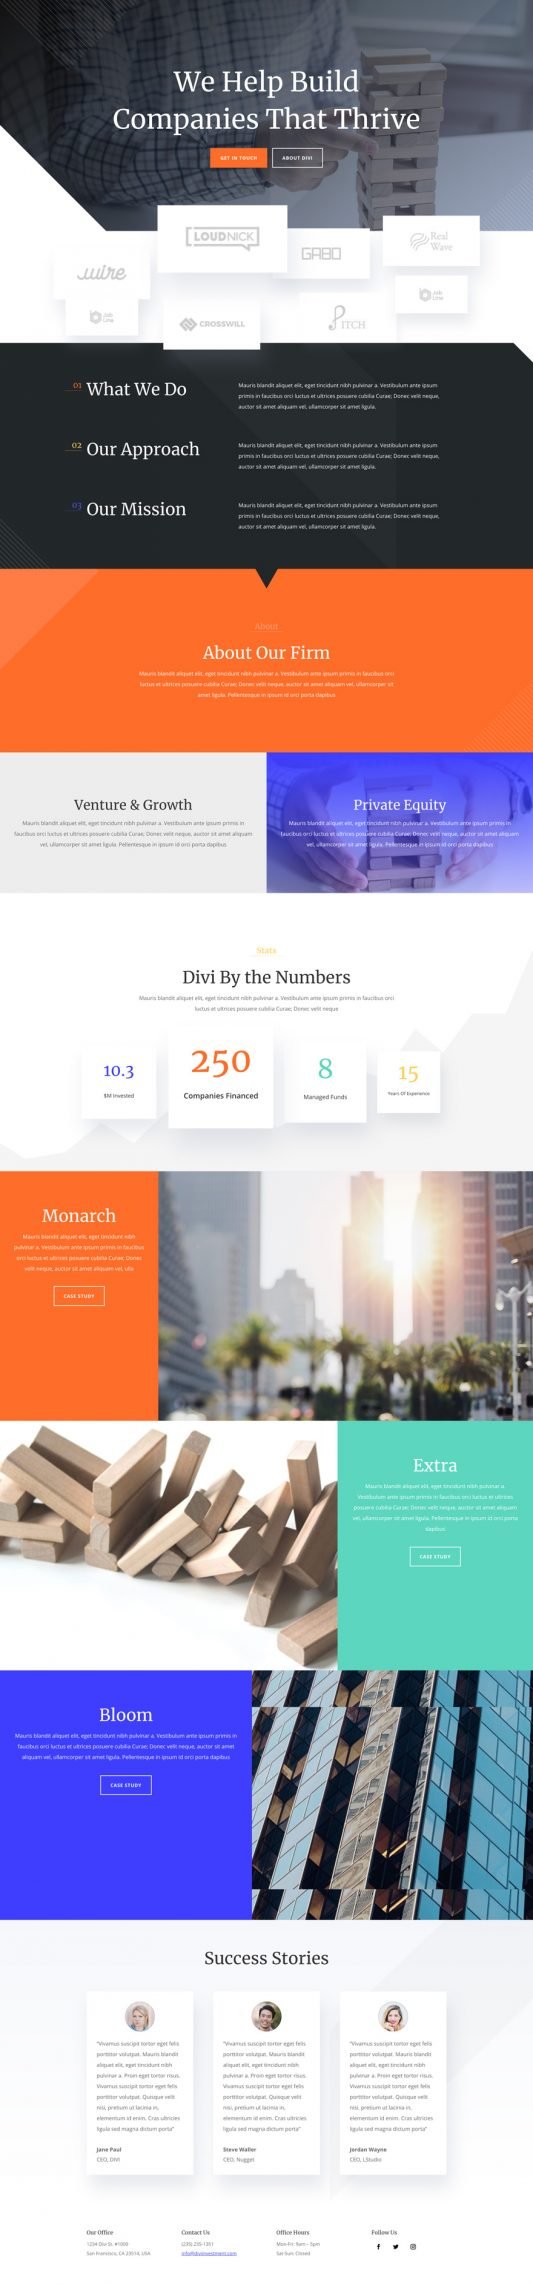 We Help Build
Companies That Thrive
GET IN TOUCH
ABOUT DIVI
LOUDNICK
GABO
Real
Wave
wire
Job
Line
CROSSWILL
PITCH
Job
Line
01 What We Do
Mauris blandit aliquet elit, eget tincidunt nibh pulvinar a. Vestibulum ante ipsum
primis in faucibus orci luctus et ultrices posuere cubilia Curae; Donec velit neque,
auctor sit amet aliquam vel, ullamcorper sit amet ligula.
02 Our Approach
Mauris blandit aliquet elit, eget tincidunt nibh pulvinar a. Vestibulum ante ipsum
primis in faucibus orci luctus et ultrices posuere cubilia Curae; Donec velit neque,
auctor sit amet aliquam vel, ullamcorper sit amet ligula.
03 Our Mission
Mauris blandit aliquet elit, eget tincidunt nibh pulvinar a. Vestibulum ante ipsum
primis in faucibus orci luctus et ultrices posuere cubilia Curae; Donec velit neque,
auctor sit amet aliquam vel, ullamcorper sit amet ligula.
About
About Our Firm
Mauris blandit aliquet elit, eget tincidunt nibh pulvinar a. Vestibulum ante ipsum primis in faucibus orci
luctus et ultrices posuere cubilia Curae; Donec velit neque, auctor sit amet aliquam vel, ullamcorper sit
amet ligula. Pellentesque in ipsum id orci porta dapibus
Venture & Growth
Mauris blandit aliquet elit, eget tincidunt nibh pulvinar a. Vestibulum ante ipsum primis in
faucibus orci luctus et ultrices posuere cubilia Curae; Donec velit neque, auctor sit amet aliquam
vel, ullamcorper sit amet ligula. Pellentesque in ipsum id orci porta dapibus
Private Equity
Mauris blandit aliquet elit, eget tincidunt nibh pulvinar a. Vestibulum ante ipsum primis in
faucibus orci luctus et ultrices posuere cubilia Curae; Donec velit neque, auctor sit amet aliquam
vel, ullamcorper sit amet ligula. Pellentesque in ipsum id orci porta dapibus
Stats
Divi By the Numbers
Mauris blandit aliquet elit, eget tincidunt nibh pulvinar a. Vestibulum ante ipsum primis in faucibus orci
luctus et ultrices posuere cubilia Curae; Donec velit neque
10.3
$M Invested
250
Companies Financed
8
Managed Funds
15
Years Of Experience
Monarch
Mauris blandit aliquet elit, eget tincidunt nibh
pulvinar a. Vestibulum ante ipsum primis in faucibus
orci luctus et ultrices posuere cubilia Curae; Donec
velit neque, auctor sit amet aliquam vel, ulla
CASE STUDY
Extra
Mauris blandit aliquet elit, eget tincidunt nibh pulvinar a.
Vestibulum ante ipsum primis in faucibus orci luctus et ultrices
posuere cubilia Curae; Donec velit neque, auctor sit amet aliquam
vel, ullamcorper sit amet ligula. Pellentesque in ipsum id orci porta
dapibus
CASE STUDY
Bloom
Mauris blandit aliquet elit, eget tincidunt nibh pulvinar a. Vestibulum ante ipsum primis in
faucibus orci luctus et ultrices posuere cubilia Curae; Donec velit neque, auctor sit amet
aliquam vel, ullamcorper sit amet ligula. Pellentesque in ipsum id orci porta dapibus
CASE STUDY
Success Stories
"Vivamus suscipit tortor eget felis
porttitor volutpat. Mauris blandit
aliquet elit, eget tincidunt nibh
pulvinar a. Proin eget tortor risus.
Vivamus suscipit tortor eget felis
porttitor volutpat. Quisque velit
nisi, pretium ut lacinia in,
elementum id enim. Cras ultricies
ligula sed magna dictum porta"
Jane Paul
CEO, DIVI
"Vivamus suscipit tortor eget felis
porttitor volutpat. Mauris blandit
aliquet elit, eget tincidunt nibh
pulvinar a. Proin eget tortor risus.
Vivamus suscipit tortor eget felis
porttitor volutpat. Quisque velit
nisi, pretium ut lacinia in,
elementum id enim. Cras ultricies
ligula sed magna dictum porta"
Steve Waller
CEO, Nugget
"Vivamus suscipit tortor eget felis
porttitor volutpat. Mauris blandit
aliquet elit, eget tincidunt nibh
pulvinar a. Proin eget tortor risus.
Vivamus suscipit tortor eget felis
porttitor volutpat. Quisque velit
nisi, pretium ut lacinia in,
elementum id enim. Cras ultricies
ligula sed magna dictum porta"
Jordan Wayne
CEO, LStudio
Our Office
1234 Divi St. #1000
San Francisco, CA 23514, USA
Contact Us
(235) 235-1351
info@diviinvestment.com
Office Hours
Mon-Fri: 9am – 5pm
Sat-Sun: Closed
Follow Us